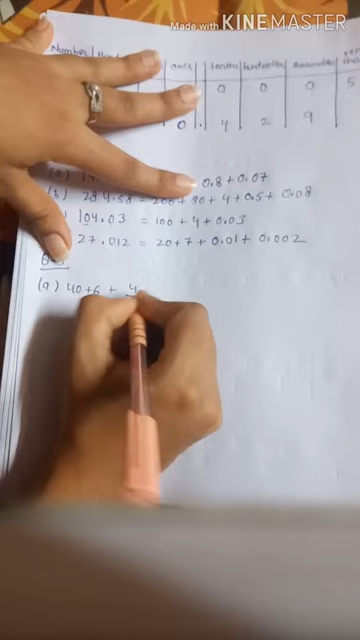 Made with KINEMASTER
Number ones tenths hundredths thousandths
0 0 0 5
0 . 4 2 9
0.8 + 0.07
284.58 = 200 + 80 + 4 + 0.5 + 0.08
104.03 = 100 + 4 + 0.03
27.012 = 20 + 7 + 0.01 + 0.002
(a) 40 + 6 + 4